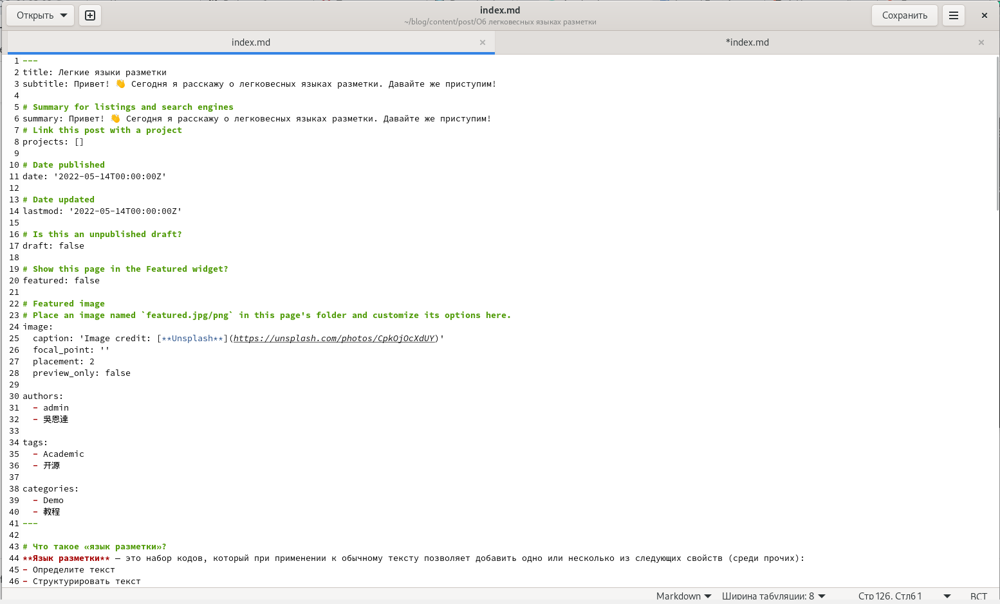 Открыть
index.md
~/blog/content/post/Об легковесных языках разметки
Сохранить
index.md
*index.md
1 ---
2 title: Легкие языки разметки
3 subtitle: Привет! 👋 Сегодня я расскажу о легковесных языках разметки. Давайте же приступим!
4
5 # Summary for listings and search engines
6 summary: Привет! 👋 Сегодня я расскажу о легковесных языках разметки. Давайте же приступим!
7 # Link this post with a project
8 projects: []
9
10 # Date published
11 date: '2022-05-14T00:00:00Z'
12
13 # Date updated
14 lastmod: '2022-05-14T00:00:00Z'
15
16 # Is this an unpublished draft?
17 draft: false
18
19 # Show this page in the Featured widget?
20 featured: false
21
22 # Featured image
23 # Place an image named `featured.jpg/png` in this page's folder and customize its options here.
24 image:
25   caption: 'Image credit: [**Unsplash**](https://unsplash.com/photos/CpkOjOcXdUY)'
26   focal_point: ''
27   placement: 2
28   preview_only: false
29
30 authors:
31   - admin
32   - 吳恩達
33
34 tags:
35   - Academic
36   - 开源
37
38 categories:
39   - Demo
40   - 教程
41 ---
42
43 # Что такое «язык разметки»?
44 **Язык разметки** — это набор кодов, который при применении к обычному тексту позволяет добавить одно или несколько из следующих свойств (среди прочих):
45 - Определите текст
46 - Структурировать текст
Markdown
Ширина табуляции: 8
Стр 126, Стлб 1
ВСТ